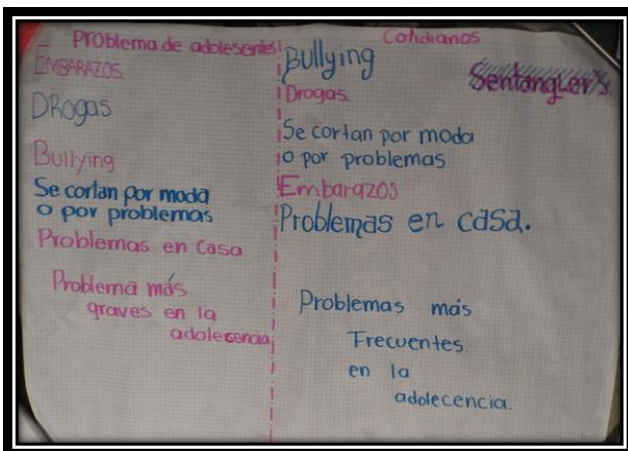 Problema de adolesentes
EMBARAZOS
DRogas
Bullying
Se cortan por moda
o por problemas
Problemas en Casa
Problema más
graves en la
adolecencia
Cotidianos
Bullying
Sentangler's
Drogas
Se cortan por moda
o por problemas
Embarazos
Problemas en casa.
Problemas más
Frecuentes
en la
adolecencia.